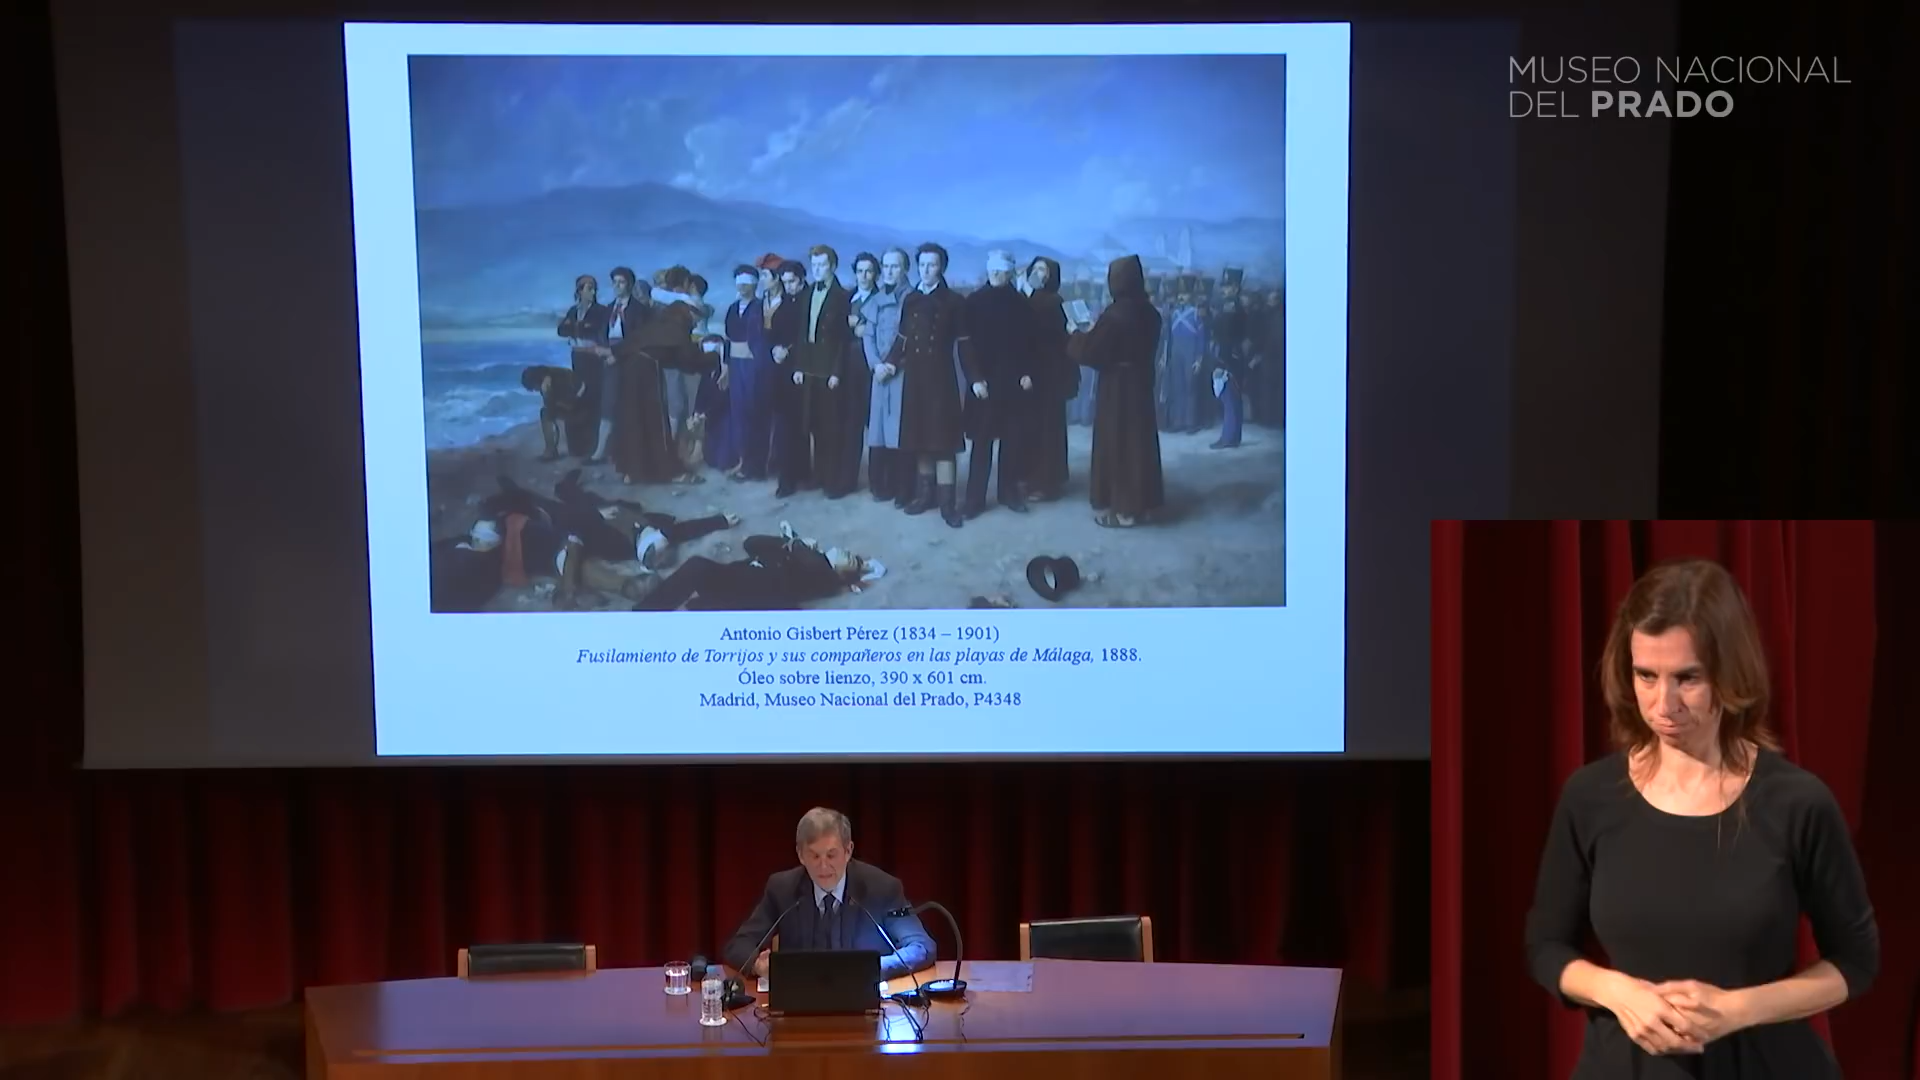 MUSEO NACIONAL
DEL PRADO
Antonio Gisbert Pérez (1834 – 1901)
Fusilamiento de Torrijos y sus compañeros en las playas de Málaga, 1888.
Óleo sobre lienzo, 390 x 601 cm.
Madrid, Museo Nacional del Prado, P4348